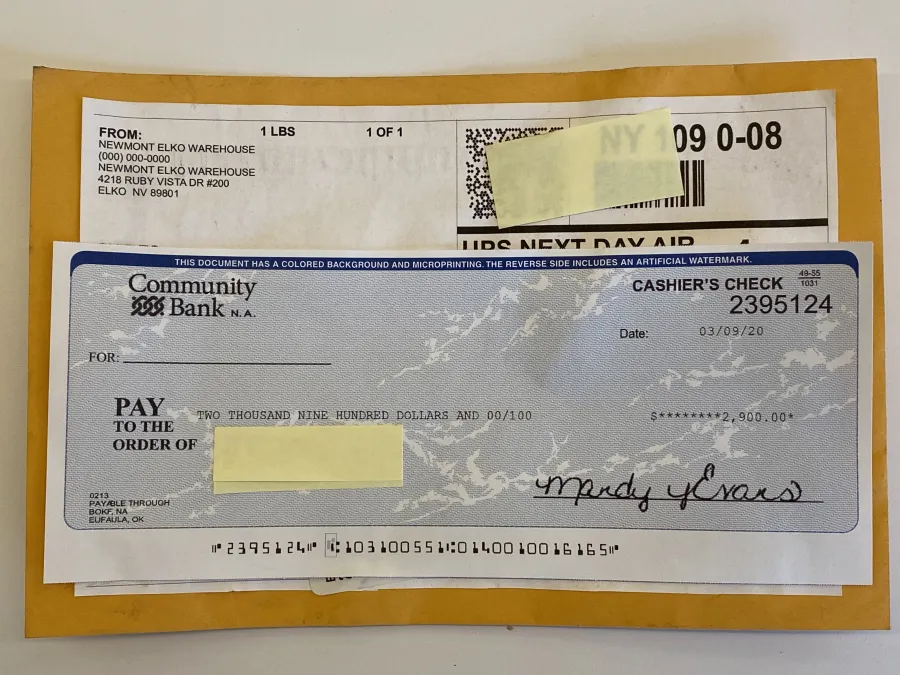 FROM:
1 LBS
1 OF 1
NEWMONT ELKO WAREHOUSE
(000) 000-0000
NEWMONT ELKO WAREHOUSE
4218 RUBY VISTA DR #200
ELKO NV 89801
NY 109 0-08
UPS NEXT DAY AIR
THIS DOCUMENT HAS A COLORED BACKGROUND AND MICROPRINTING. THE REVERSE SIDE INCLUDES AN ARTIFICIAL WATERMARK.
Community
Bank N.A.
CASHIER'S CHECK
49-55
1031
2395124
Date: 03/09/20
FOR:
PAY
TO THE
ORDER OF
TWO THOUSAND NINE HUNDRED DOLLARS AND 00/100
$********2,900.00*
Mandy y Evans
0213
PAYABLE THROUGH
BOKF, NA
EUFAULA, OK
⑈2395124⑈ ⑆103100551⑆0140010016165⑈